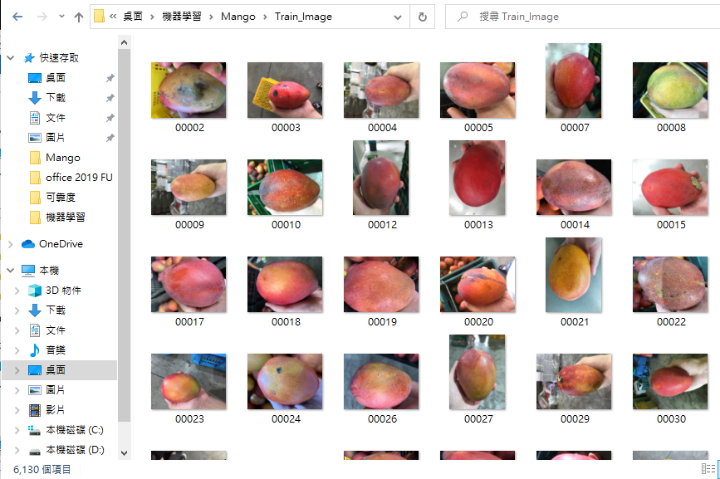 « 桌面 › 機器學習 › Mango › Train_Image
搜尋 Train_Image
快速存取
桌面
下載
文件
圖片
Mango
office 2019 FU
可靠度
機器學習
OneDrive
本機
3D 物件
下載
文件
音樂
桌面
圖片
影片
本機磁碟 (C:)
本機磁碟 (D:)
00002 00003 00004 00005 00007 00008
00009 00010 00012 00013 00014 00015
00017 00018 00019 00020 00021 00022
00023 00024 00026 00027 00029 00030
6,130 個項目